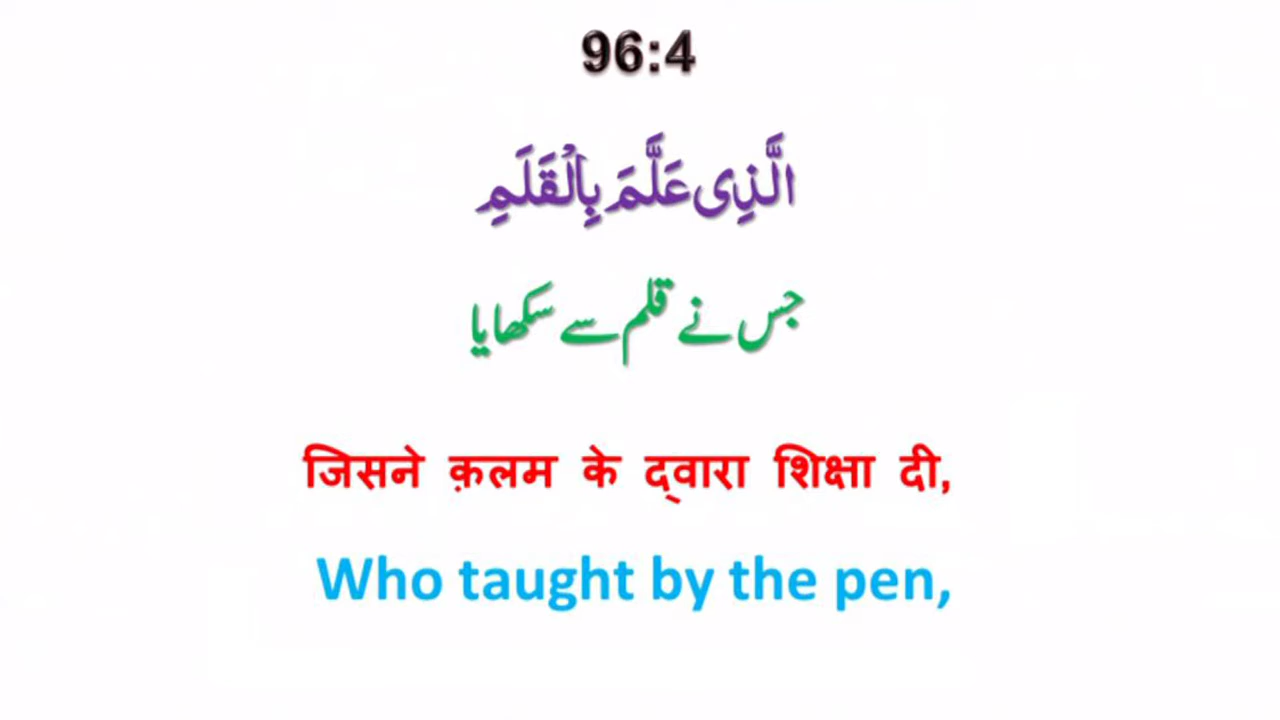 96:4
الَّذِی عَلَّمَ بِالْقَلَمِ
جس نے قلم سے سکھایا
जिसने क़लम के द्वारा शिक्षा दी,
Who taught by the pen,